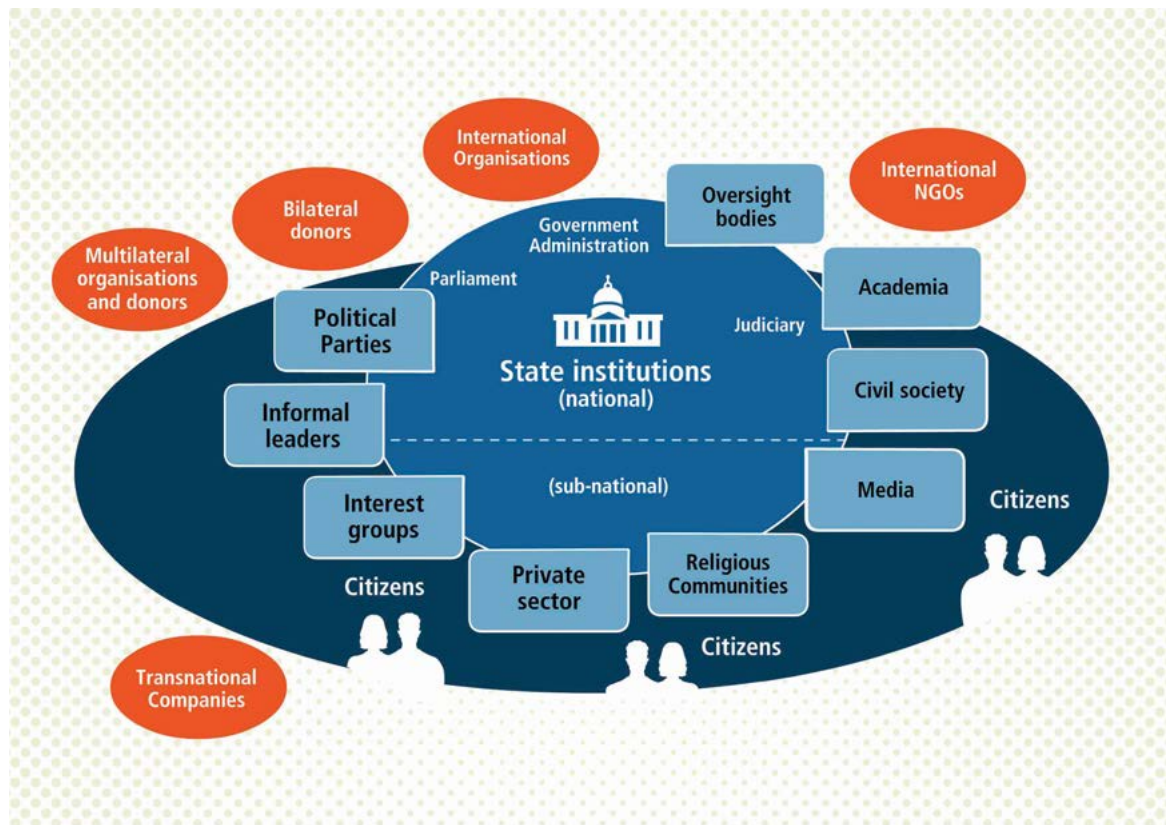 International
Organisations
International
NGOs
Oversight
bodies
Bilateral
donors
Government
Administration
Multilateral
organisations
and donors
Parliament
Academia
Political
Parties
Judiciary
State institutions
(national)
Civil society
Informal
leaders
(sub-national)
Media
Interest
groups
Citizens
Private
sector
Religious
Communities
Citizens
Citizens
Transnational
Companies